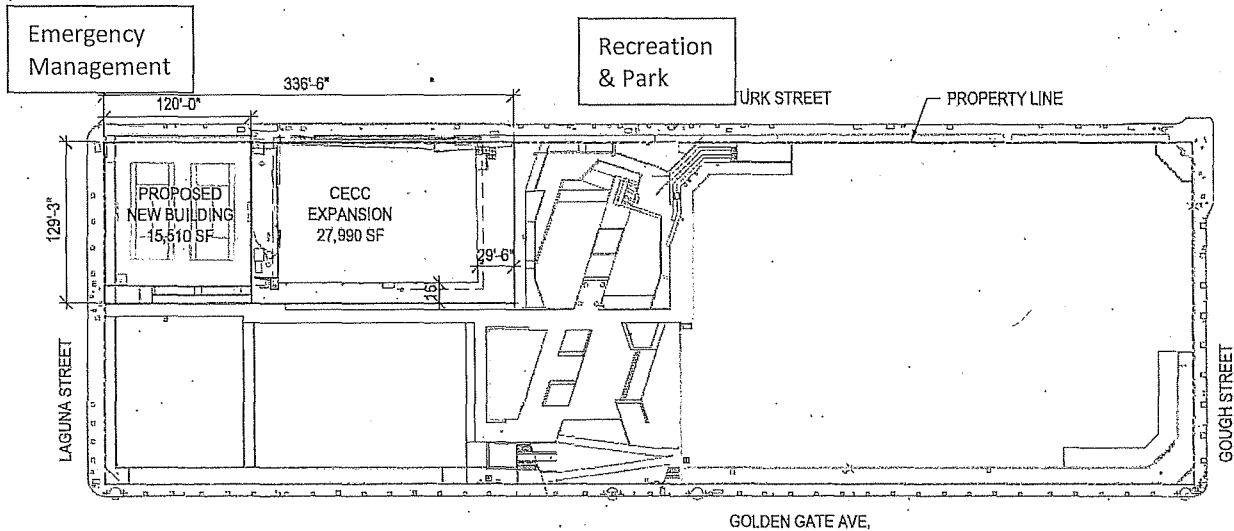 Emergency
Management
Recreation
& Park
336'-6"
120'-0"
TURK STREET
PROPERTY LINE
129'-3"
PROPOSED
NEW BUILDING
15,510 SF
CECC
EXPANSION
27,990 SF
29'-6"
16'
LAGUNA STREET
GOUGH STREET
GOLDEN GATE AVE,